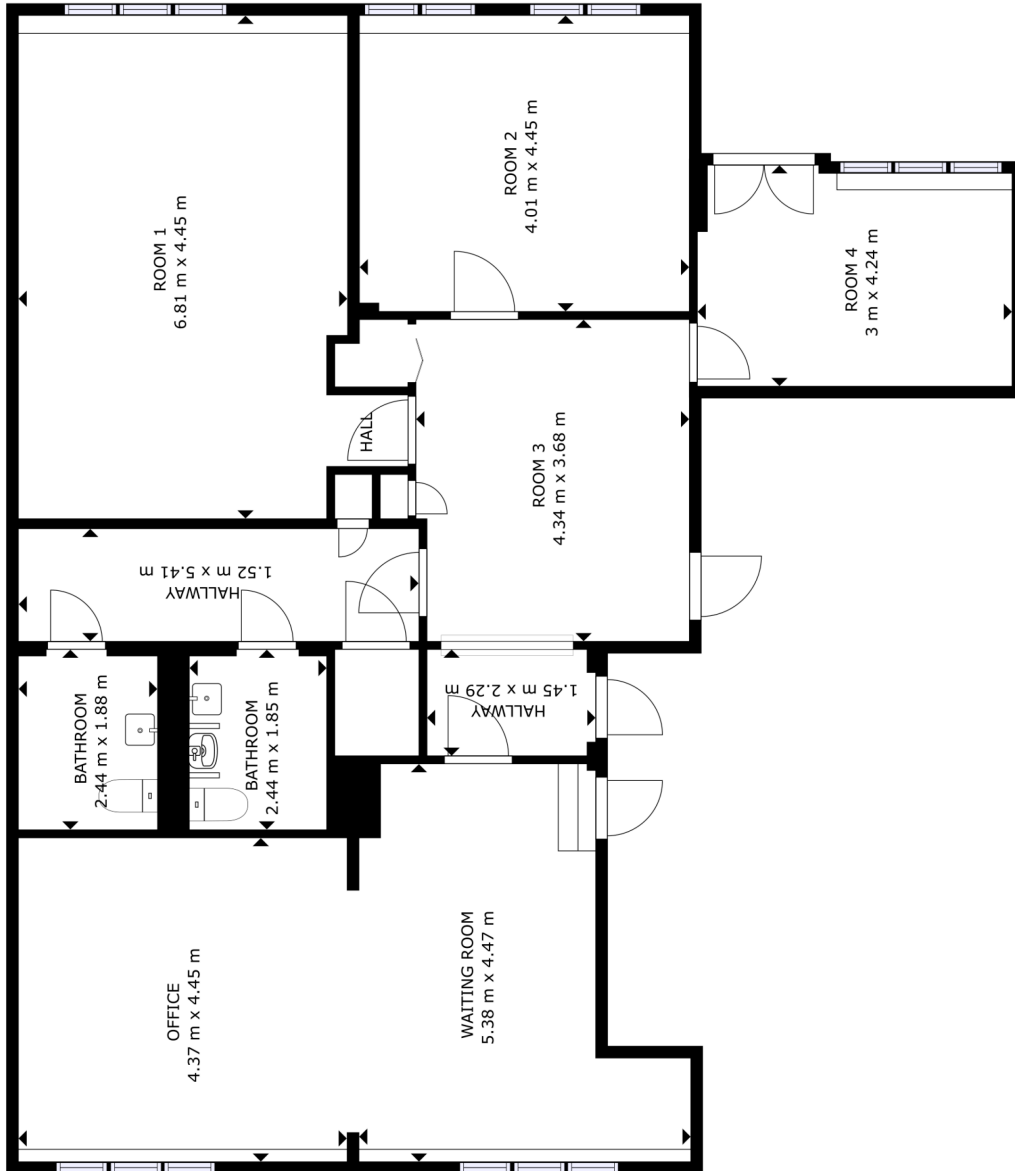 ROOM 1
6.81 m x 4.45 m
ROOM 2
4.01 m x 4.45 m
ROOM 4
3 m x 4.24 m
HALL
ROOM 3
4.34 m x 3.68 m
HALLWAY
1.52 m x 5.41 m
HALLWAY
1.45 m x 2.29 m
BATHROOM
2.44 m x 1.88 m
BATHROOM
2.44 m x 1.85 m
OFFICE
4.37 m x 4.45 m
WAITING ROOM
5.38 m x 4.47 m